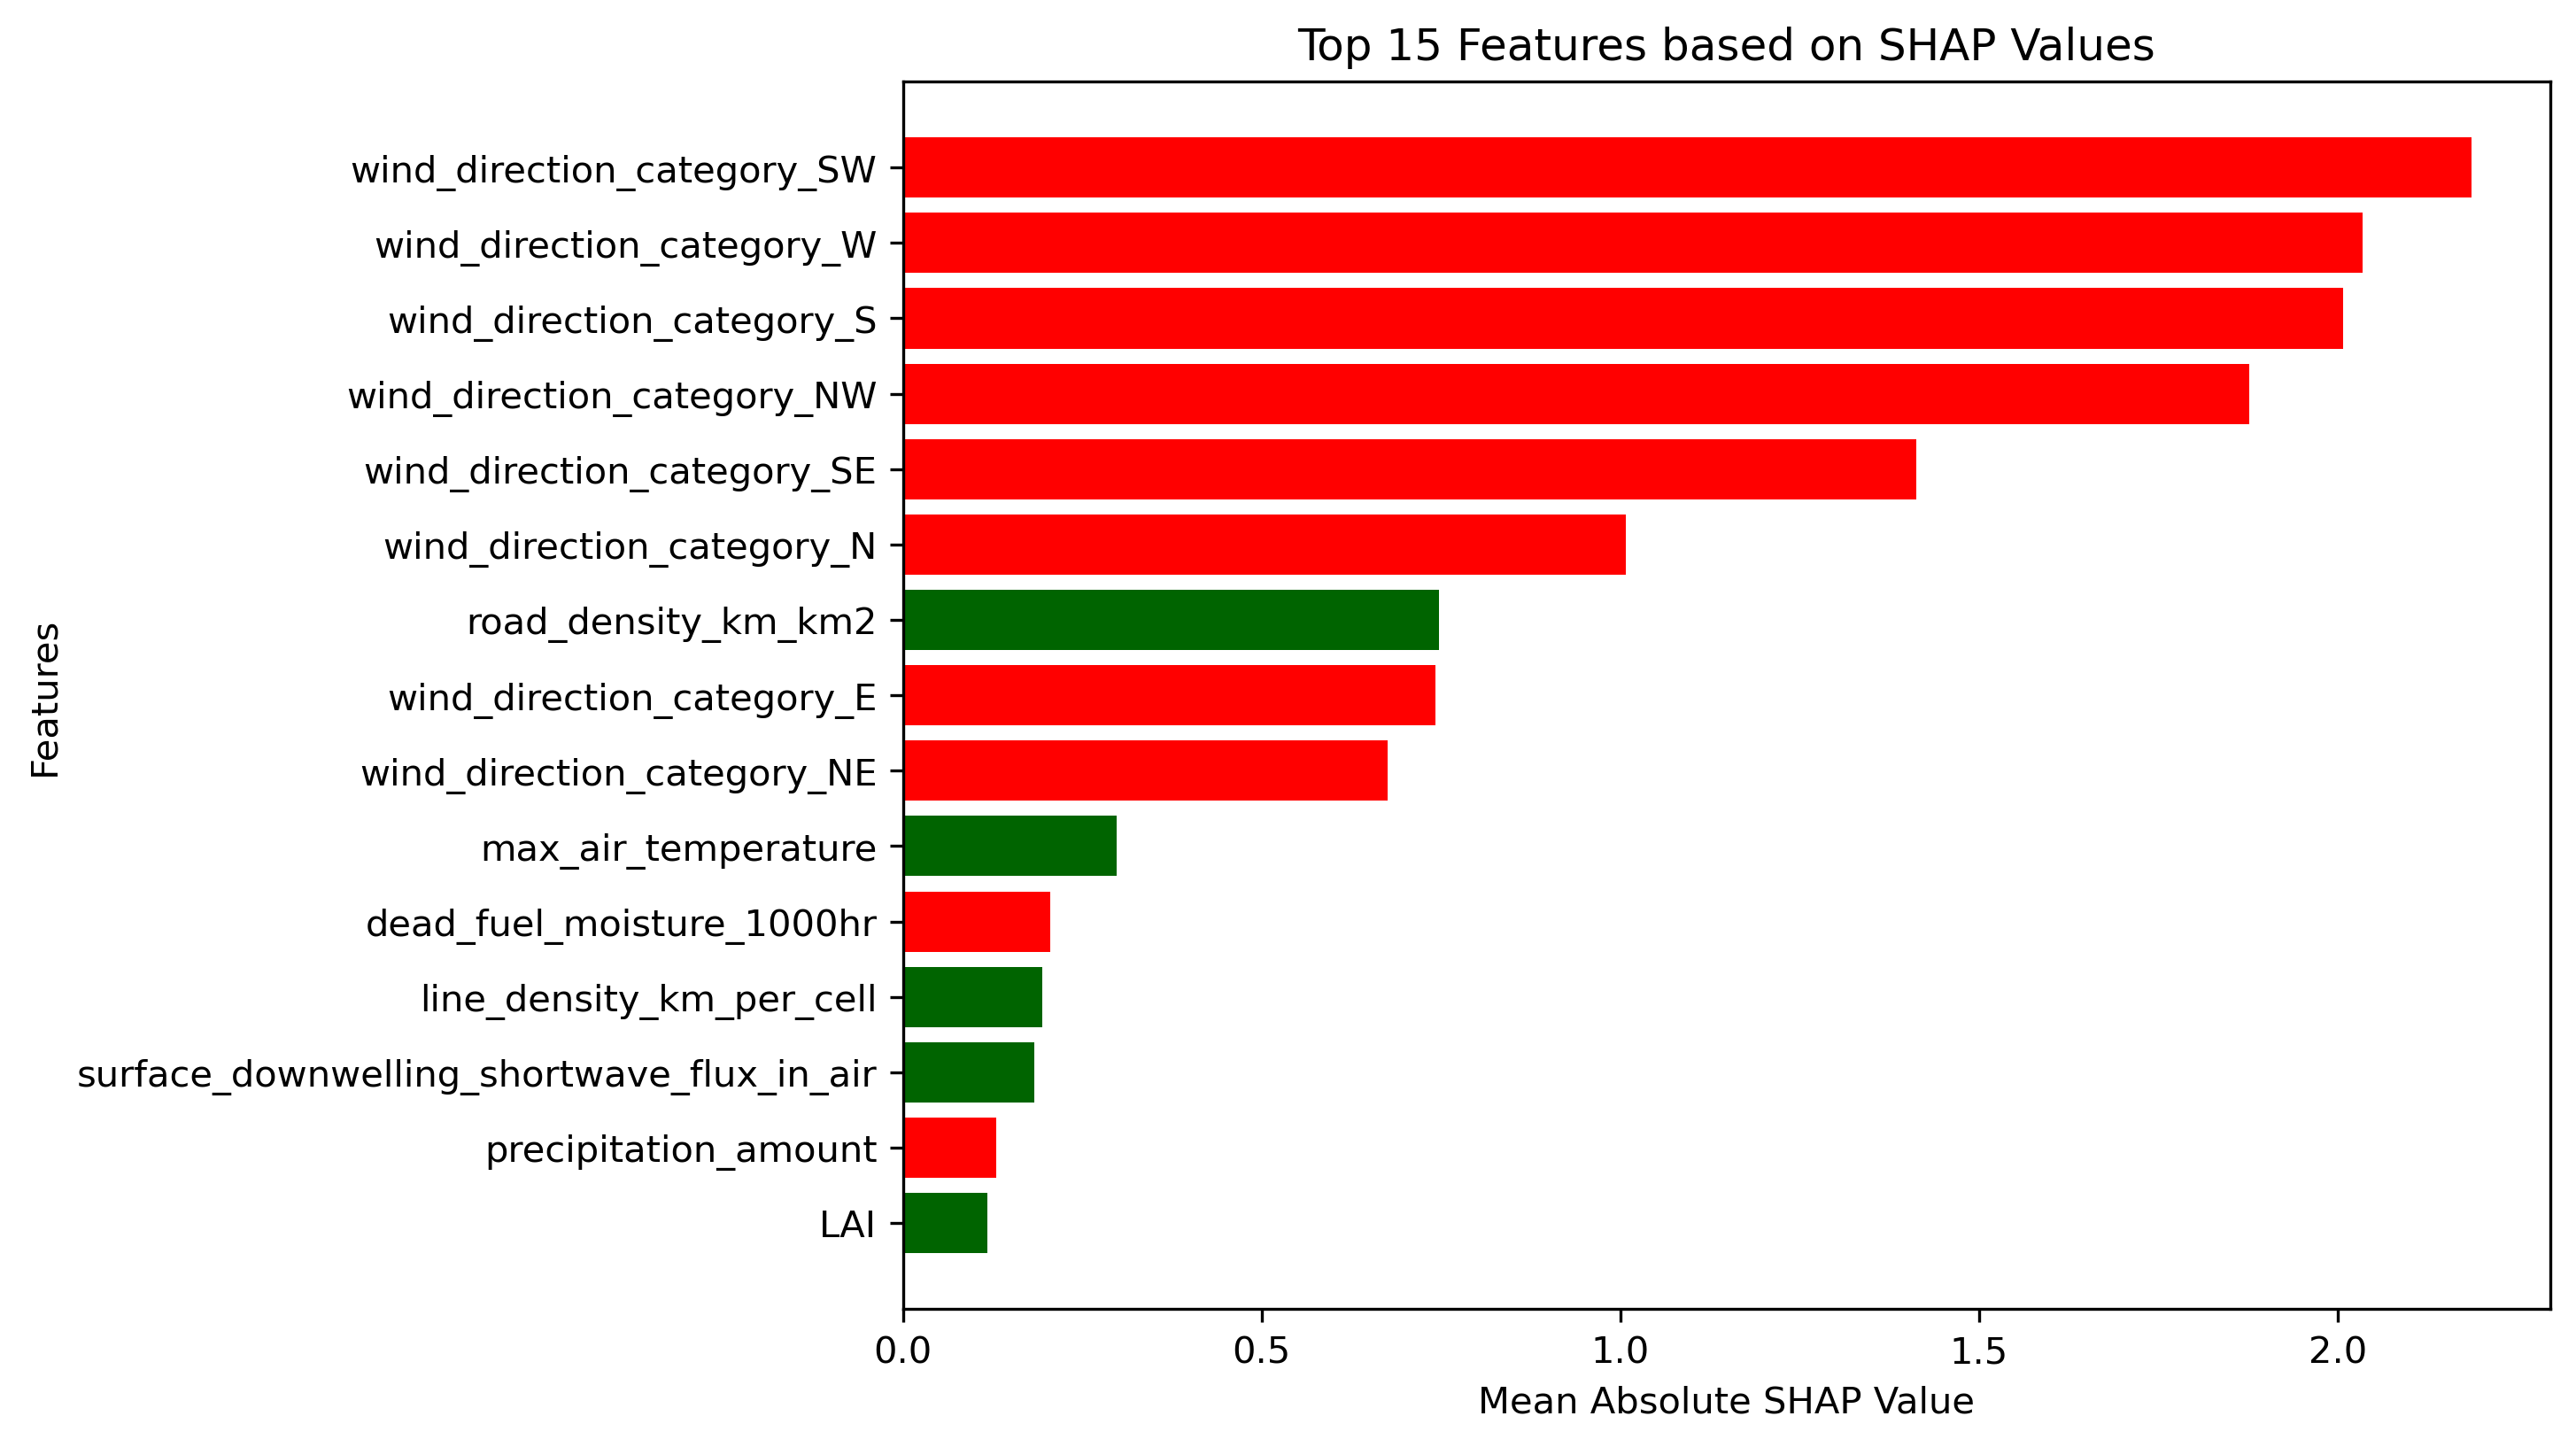 Top 15 Features based on SHAP Values
Features
wind_direction_category_SW
wind_direction_category_W
wind_direction_category_S
wind_direction_category_NW
wind_direction_category_SE
wind_direction_category_N
road_density_km_km2
wind_direction_category_E
wind_direction_category_NE
max_air_temperature
dead_fuel_moisture_1000hr
line_density_km_per_cell
surface_downwelling_shortwave_flux_in_air
precipitation_amount
LAI
0.0 0.5 1.0 1.5 2.0
Mean Absolute SHAP Value